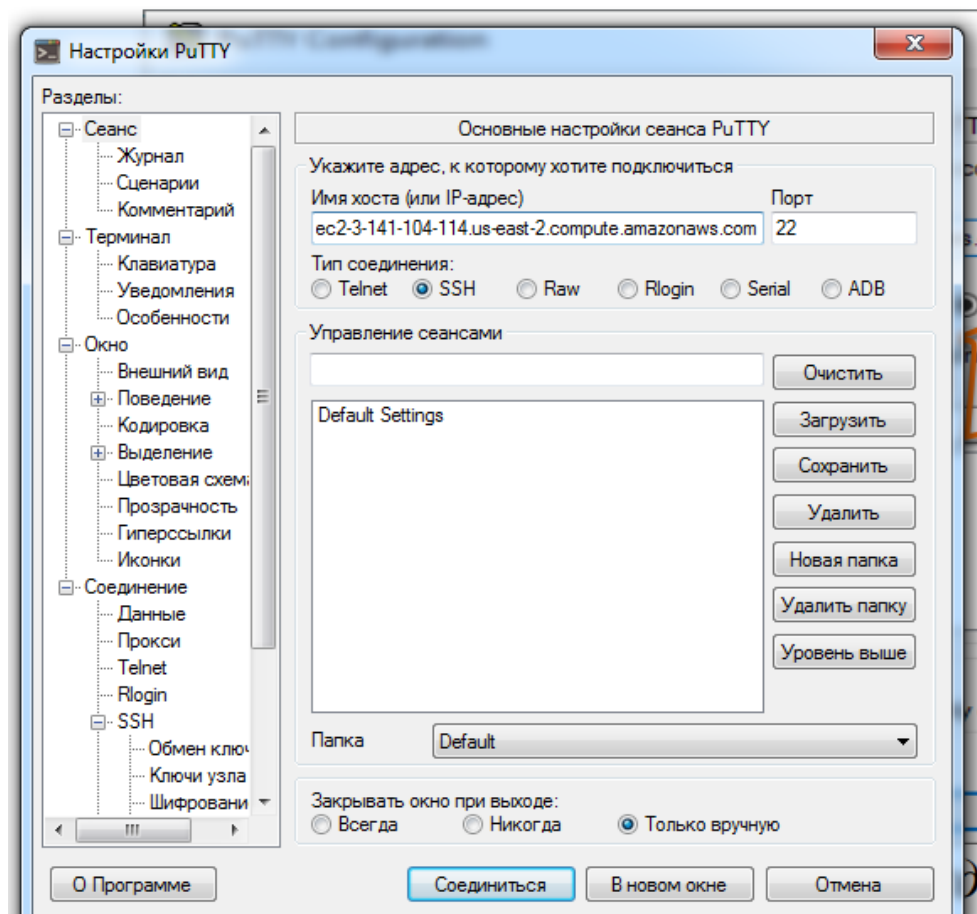 PuTTY Configuration
Настройки PuTTY
Разделы:
Сеанс
Журнал
Сценарии
Комментарий
Терминал
Клавиатура
Уведомления
Особенности
Окно
Внешний вид
Поведение
Кодировка
Выделение
Цветовая схема
Прозрачность
Гиперссылки
Иконки
Соединение
Данные
Прокси
Telnet
Rlogin
SSH
Обмен ключ
Ключи узла
Шифровани
Основные настройки сеанса PuTTY
Укажите адрес, к которому хотите подключиться
Имя хоста (или IP-адрес) Порт
ec2-3-141-104-114.us-east-2.compute.amazonaws.com 22
Тип соединения:
Telnet SSH Raw Rlogin Serial ADB
Управление сеансами
Очистить
Default Settings
Загрузить
Сохранить
Удалить
Новая папка
Удалить папку
Уровень выше
Папка Default
Закрывать окно при выходе:
Всегда Никогда Только вручную
О Программе Соединиться В новом окне Отмена